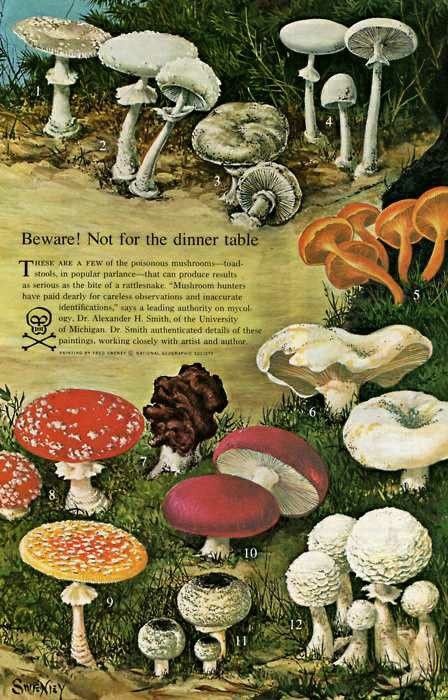 1
2
3
4
Beware! Not for the dinner table
THESE ARE A FEW of the poisonous mushrooms—toad-
stools, in popular parlance—that can produce results
as serious as the bite of a rattlesnake. "Mushroom hunters
have paid dearly for careless observations and inaccurate
identifications," says a leading authority on mycol-
ogy, Dr. Alexander H. Smith, of the University
of Michigan. Dr. Smith authenticated details of these
paintings, working closely with artist and author.
PAINTING BY FRED SWENEY © NATIONAL GEOGRAPHIC SOCIETY
5
6
7
8
9
10
11
12
SWENEY